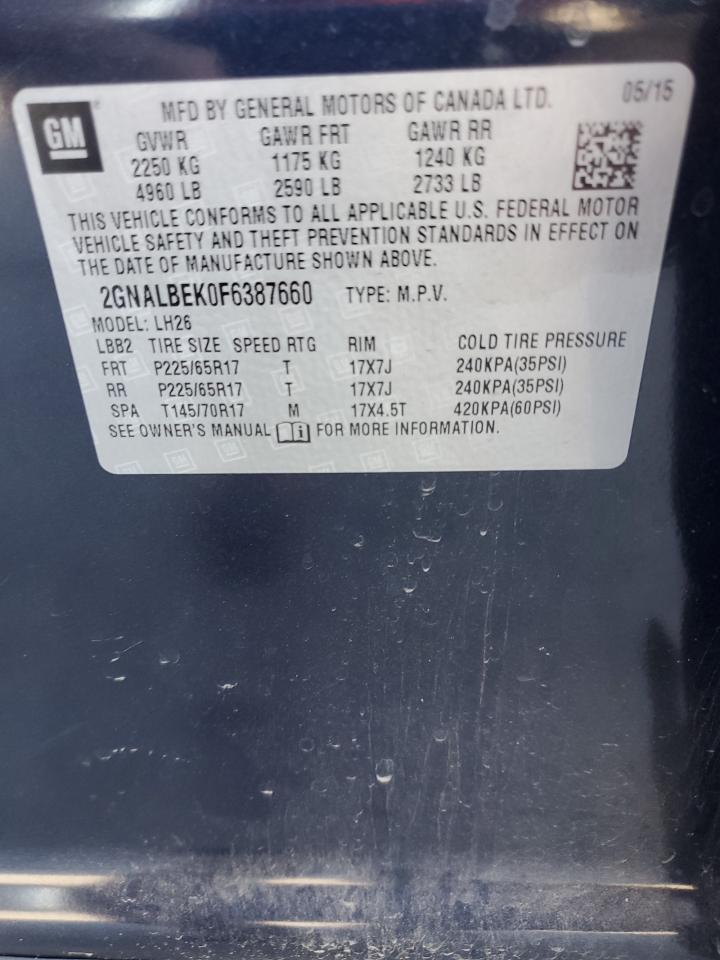 GM
MFD BY GENERAL MOTORS OF CANADA LTD. 05/15
GVWR GAWR FRT GAWR RR
2250 KG 1175 KG 1240 KG
4960 LB 2590 LB 2733 LB
THIS VEHICLE CONFORMS TO ALL APPLICABLE U.S. FEDERAL MOTOR
VEHICLE SAFETY AND THEFT PREVENTION STANDARDS IN EFFECT ON
THE DATE OF MANUFACTURE SHOWN ABOVE.
2GNALBEK0F6387660 TYPE: M.P.V.
MODEL: LH26
LBB2 TIRE SIZE SPEED RTG RIM COLD TIRE PRESSURE
FRT P225/65R17 T 17X7J 240KPA(35PSI)
RR P225/65R17 T 17X7J 240KPA(35PSI)
SPA T145/70R17 M 17X4.5T 420KPA(60PSI)
SEE OWNER'S MANUAL i FOR MORE INFORMATION.